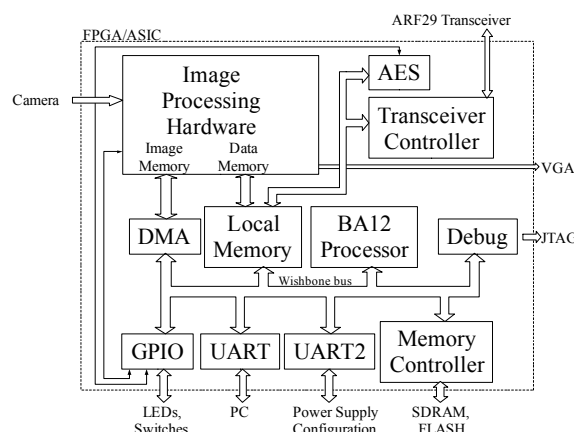 ARF29 Transceiver
FPGA/ASIC
Camera
Image
Processing
Hardware
Image
Memory
Data
Memory
AES
Transceiver
Controller
VGA
DMA
Local
Memory
BA12
Processor
Debug
JTAG
Wishbone bus
GPIO
UART
UART2
Memory
Controller
LEDs,
Switches
PC
Power Supply
Configuration
SDRAM,
FLASH